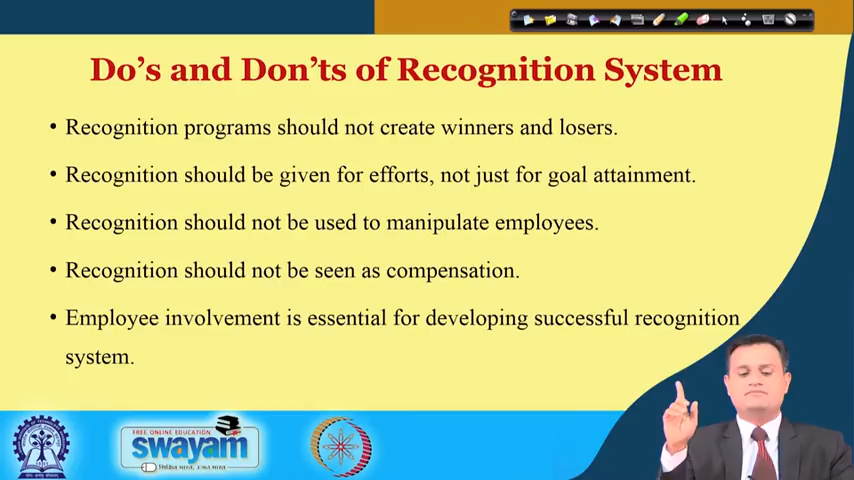 Do's and Don'ts of Recognition System
• Recognition programs should not create winners and losers.
• Recognition should be given for efforts, not just for goal attainment.
• Recognition should not be used to manipulate employees.
• Recognition should not be seen as compensation.
• Employee involvement is essential for developing successful recognition
system.
FREE ONLINE EDUCATION
swayam